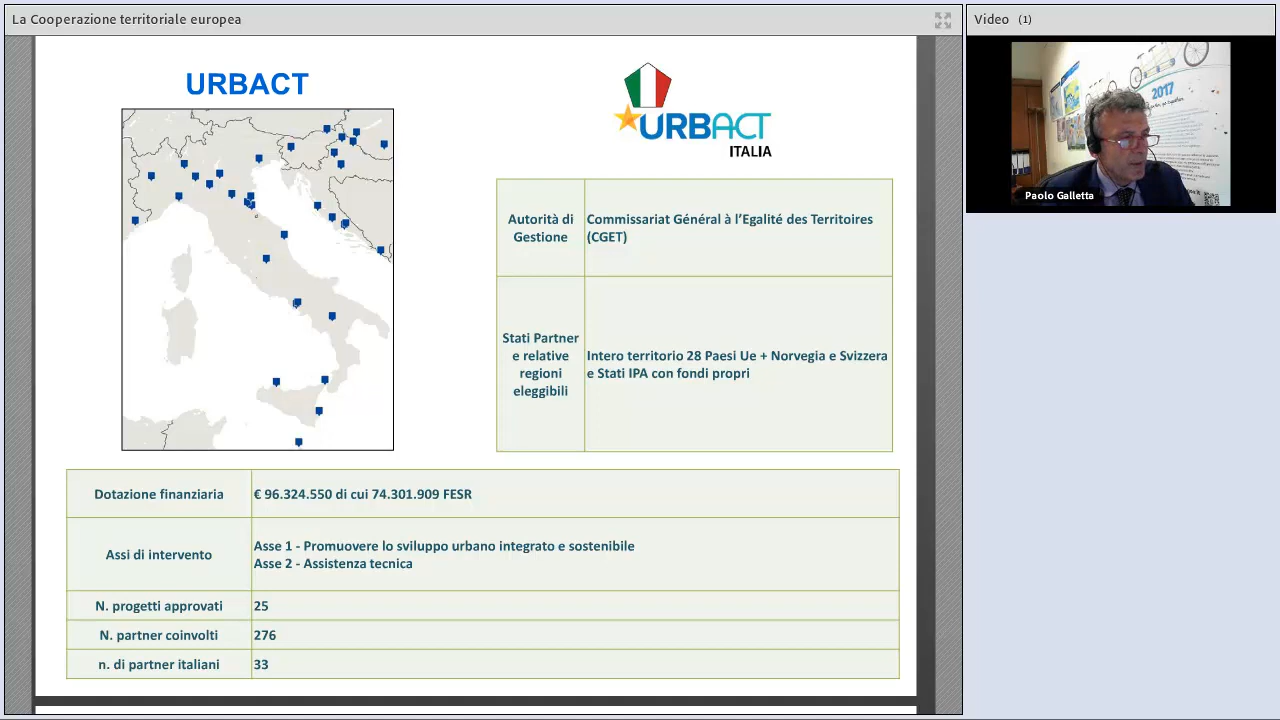 La Cooperazione territoriale europea
Video (1)
URBACT
URBACT
ITALIA
2017
Paolo Galletta
Autorità di
Gestione
Commissariat Général à l’Egalité des Territoires
(CGET)
Stati Partner
e relative
regioni
eleggibili
Intero territorio 28 Paesi Ue + Norvegia e Svizzera
e Stati IPA con fondi propri
Dotazione finanziaria
€ 96.324.550 di cui 74.301.909 FESR
Assi di intervento
Asse 1 - Promuovere lo sviluppo urbano integrato e sostenibile
Asse 2 - Assistenza tecnica
N. progetti approvati
25
N. partner coinvolti
276
n. di partner italiani
33